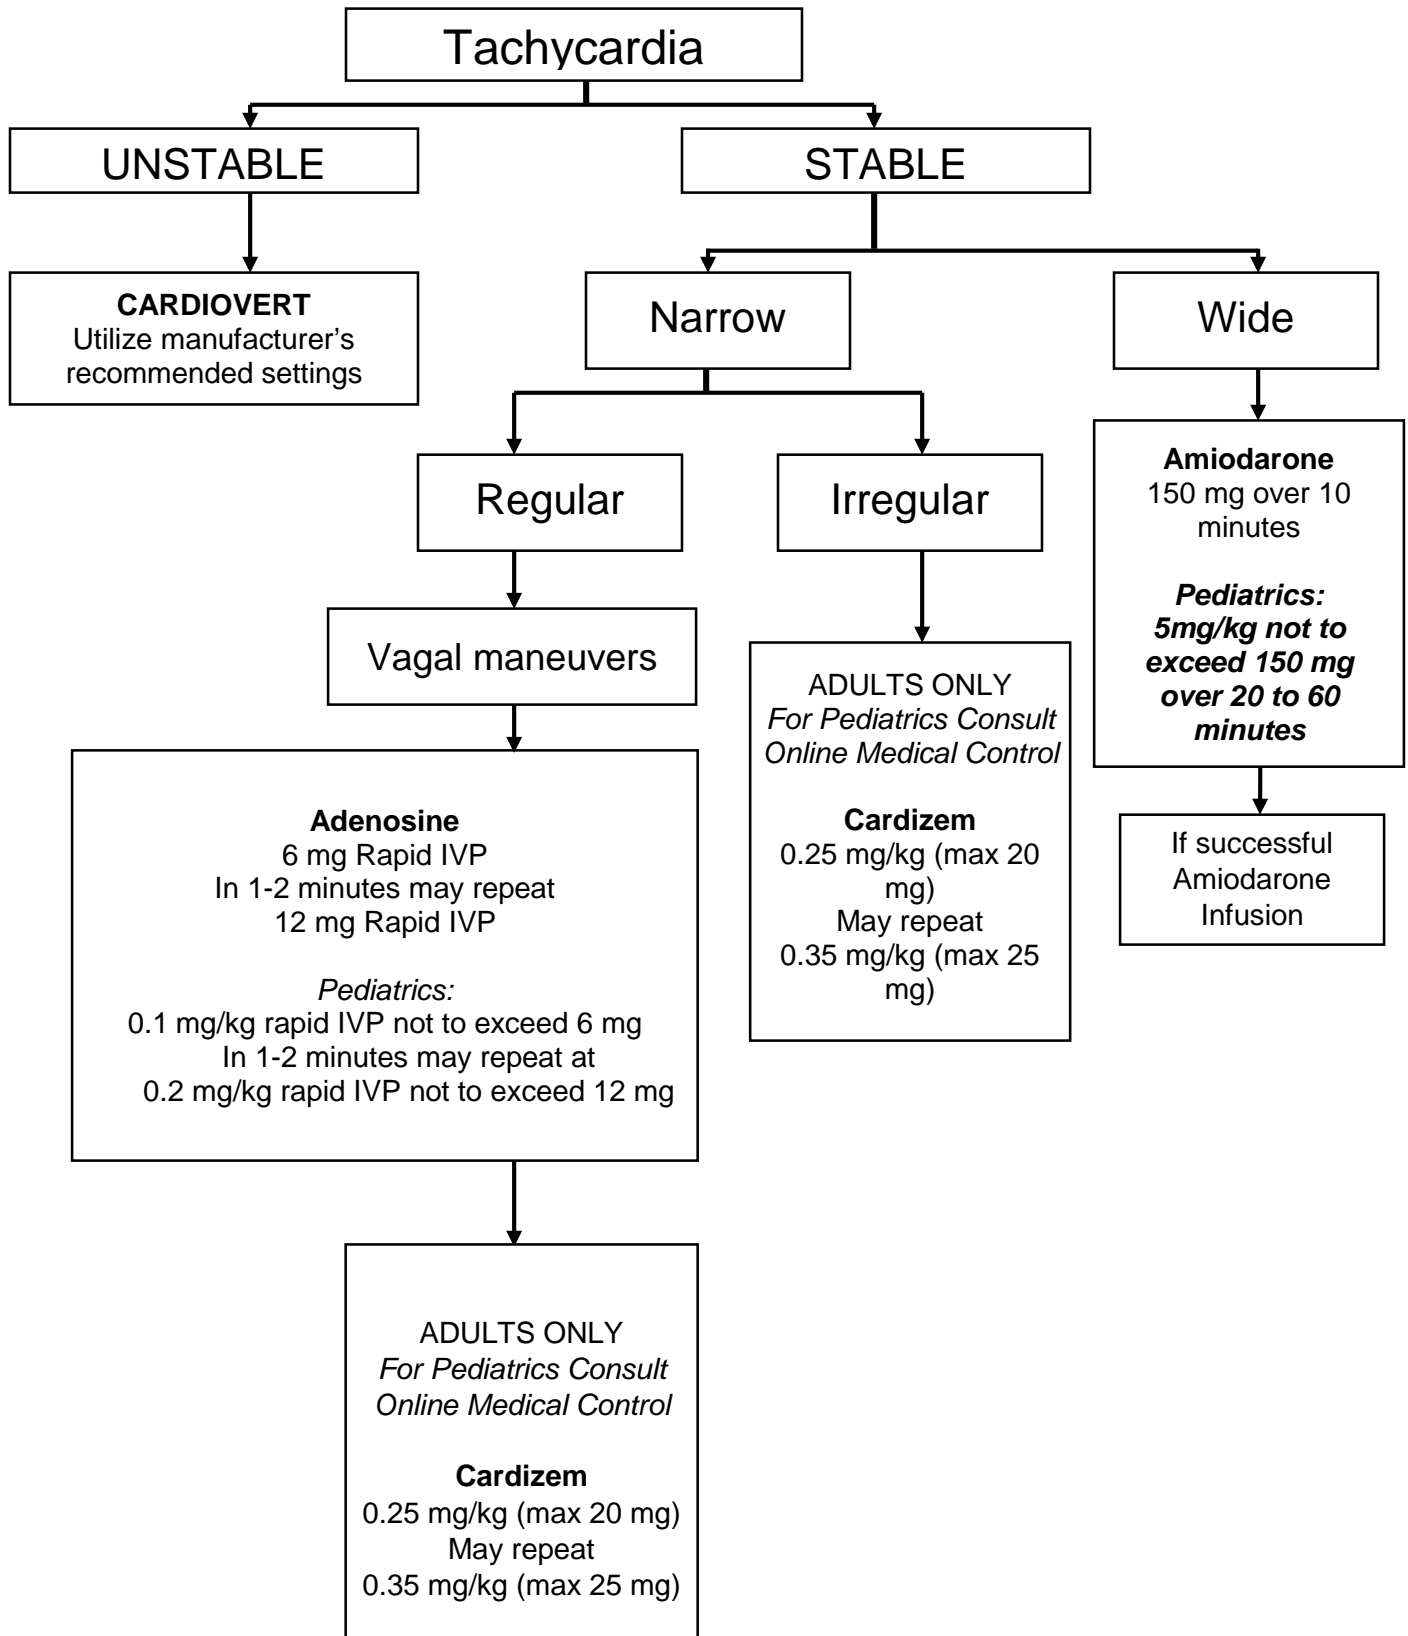 Tachycardia
UNSTABLE
STABLE
CARDIOVERT
Utilize manufacturer’s
recommended settings
Narrow
Wide
Regular
Irregular
Amiodarone
150 mg over 10
minutes
Pediatrics:
5mg/kg not to
exceed 150 mg
over 20 to 60
minutes
Vagal maneuvers
ADULTS ONLY
For Pediatrics Consult
Online Medical Control
Cardizem
0.25 mg/kg (max 20
mg)
May repeat
0.35 mg/kg (max 25
mg)
Adenosine
6 mg Rapid IVP
In 1-2 minutes may repeat
12 mg Rapid IVP
Pediatrics:
0.1 mg/kg rapid IVP not to exceed 6 mg
In 1-2 minutes may repeat at
0.2 mg/kg rapid IVP not to exceed 12 mg
If successful
Amiodarone
Infusion
ADULTS ONLY
For Pediatrics Consult
Online Medical Control
Cardizem
0.25 mg/kg (max 20 mg)
May repeat
0.35 mg/kg (max 25 mg)